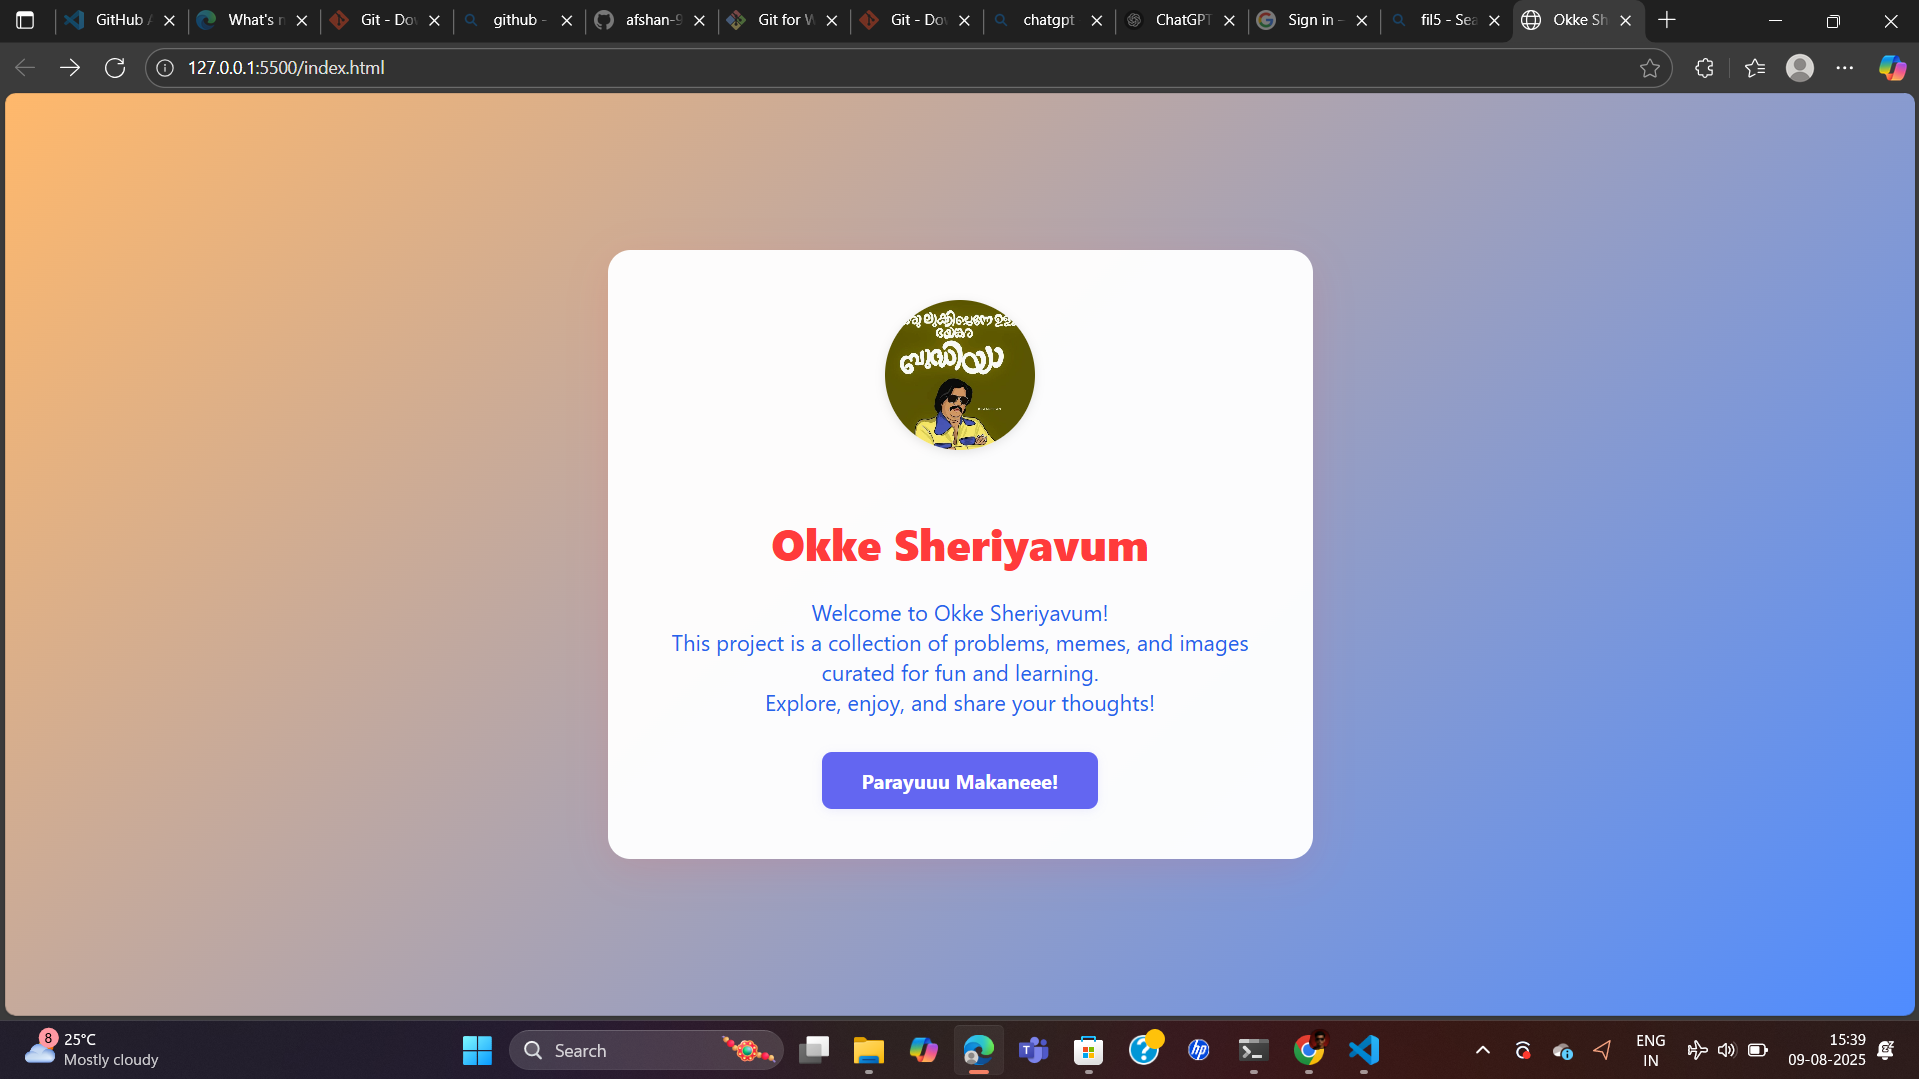 GitHub A
What's n
Git - Dov
github -
afshan-9
Git for W
Git - Dov
chatgpt
ChatGPT
Sign in -
fil5 - Sea
Okke Sh
127.0.0.1:5500/index.html
ബുദ്ധിയാ
Okke Sheriyavum
Welcome to Okke Sheriyavum!
This project is a collection of problems, memes, and images
curated for fun and learning.
Explore, enjoy, and share your thoughts!
Parayuuu Makaneee!
8
25°C
Mostly cloudy
Search
hp
ENG
IN
15:39
09-08-2025